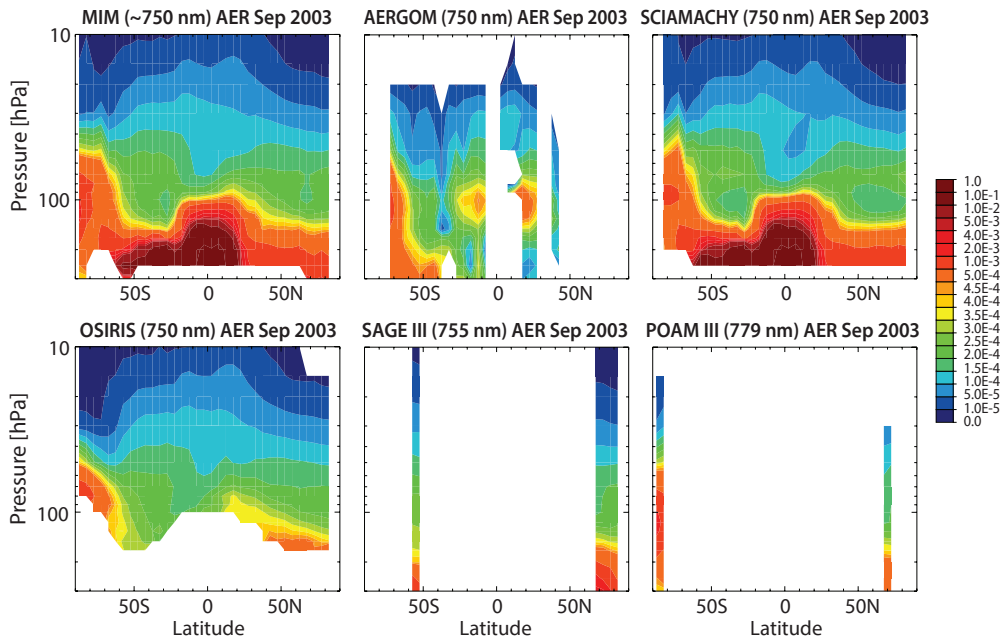 MIM (~750 nm) AER Sep 2003
AERGOM (750 nm) AER Sep 2003
SCIAMACHY (750 nm) AER Sep 2003
Pressure [hPa]
10
100
50S 0 50N
50S 0 50N
50S 0 50N
OSIRIS (750 nm) AER Sep 2003
SAGE III (755 nm) AER Sep 2003
POAM III (779 nm) AER Sep 2003
Pressure [hPa]
10
100
50S 0 50N
50S 0 50N
50S 0 50N
Latitude
Latitude
Latitude
1.0
1.0E-1
1.0E-2
5.0E-3
4.0E-3
2.0E-3
1.0E-3
5.0E-4
4.5E-4
4.0E-4
3.5E-4
3.0E-4
2.5E-4
2.0E-4
1.5E-4
1.0E-4
5.0E-5
1.0E-5
0.0